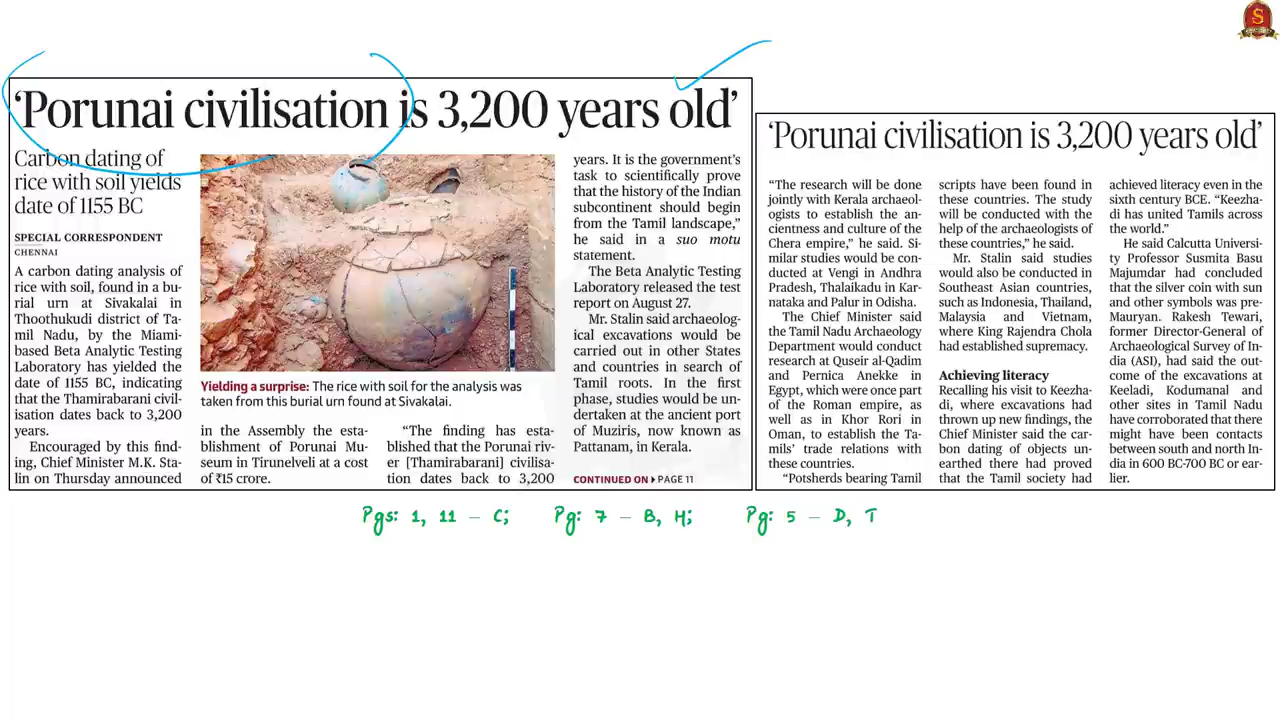 'Porunai civilisation is 3,200 years old'
Carbon dating of
rice with soil yields
date of 1155 BC
SPECIAL CORRESPONDENT
CHENNAI
A carbon dating analysis of
rice with soil, found in a bu-
rial urn at Sivakalai in
Thoothukudi district of Ta-
mil Nadu, by the Miami-
based Beta Analytic Testing
Laboratory has yielded the
date of 1155 BC, indicating
that the Thamirabarani civil-
isation dates back to 3,200
years.
Encouraged by this find-
ing, Chief Minister M.K. Sta-
lin on Thursday announced
Yielding a surprise: The rice with soil for the analysis was
taken from this burial urn found at Sivakalai.
in the Assembly the esta-
blishment of Porunai Mu-
seum in Tirunelveli at a cost
of ₹15 crore.
"The finding has esta-
blished that the Porunai riv-
er [Thamirabarani] civilisa-
tion dates back to 3,200
years. It is the government's
task to scientifically prove
that the history of the Indian
subcontinent should begin
from the Tamil landscape,"
he said in a suo motu
statement.
The Beta Analytic Testing
Laboratory released the test
report on August 27.
Mr. Stalin said archaeolog-
ical excavations would be
carried out in other States
and countries in search of
Tamil roots. In the first
phase, studies would be un-
dertaken at the ancient port
of Muziris, now known as
Pattanam, in Kerala.
CONTINUED ON ▸ PAGE 11
'Porunai civilisation is 3,200 years old'
"The research will be done
jointly with Kerala archaeol-
ogists to establish the an-
cientness and culture of the
Chera empire," he said. Si-
milar studies would be con-
ducted at Vengi in Andhra
Pradesh, Thalaikadu in Kar-
nataka and Palur in Odisha.
The Chief Minister said
the Tamil Nadu Archaeology
Department would conduct
research at Quseir al-Qadim
and Pernica Anekke in
Egypt, which were once part
of the Roman empire, as
well as in Khor Rori in
Oman, to establish the Ta-
mils' trade relations with
these countries.
"Potsherds bearing Tamil
scripts have been found in
these countries. The study
will be conducted with the
help of the archaeologists of
these countries," he said.
Mr. Stalin said studies
would also be conducted in
Southeast Asian countries,
such as Indonesia, Thailand,
Malaysia and Vietnam,
where King Rajendra Chola
had established supremacy.
Achieving literacy
Recalling his visit to Keezha-
di, where excavations had
thrown up new findings, the
Chief Minister said the car-
bon dating of objects un-
earthed there had proved
that the Tamil society had
achieved literacy even in the
sixth century BCE. "Keezha-
di has united Tamils across
the world."
He said Calcutta Universi-
ty Professor Susmita Basu
Majumdar had concluded
that the silver coin with sun
and other symbols was pre-
Mauryan. Rakesh Tewari,
former Director-General of
Archaeological Survey of In-
dia (ASI), had said the out-
come of the excavations at
Keeladi, Kodumanal and
other sites in Tamil Nadu
have corroborated that there
might have been contacts
between south and north In-
dia in 600 BC-700 BC or ear-
lier.
Pgs: 1, 11 – C; Pg: 7 – B, H; Pg: 5 – D, T